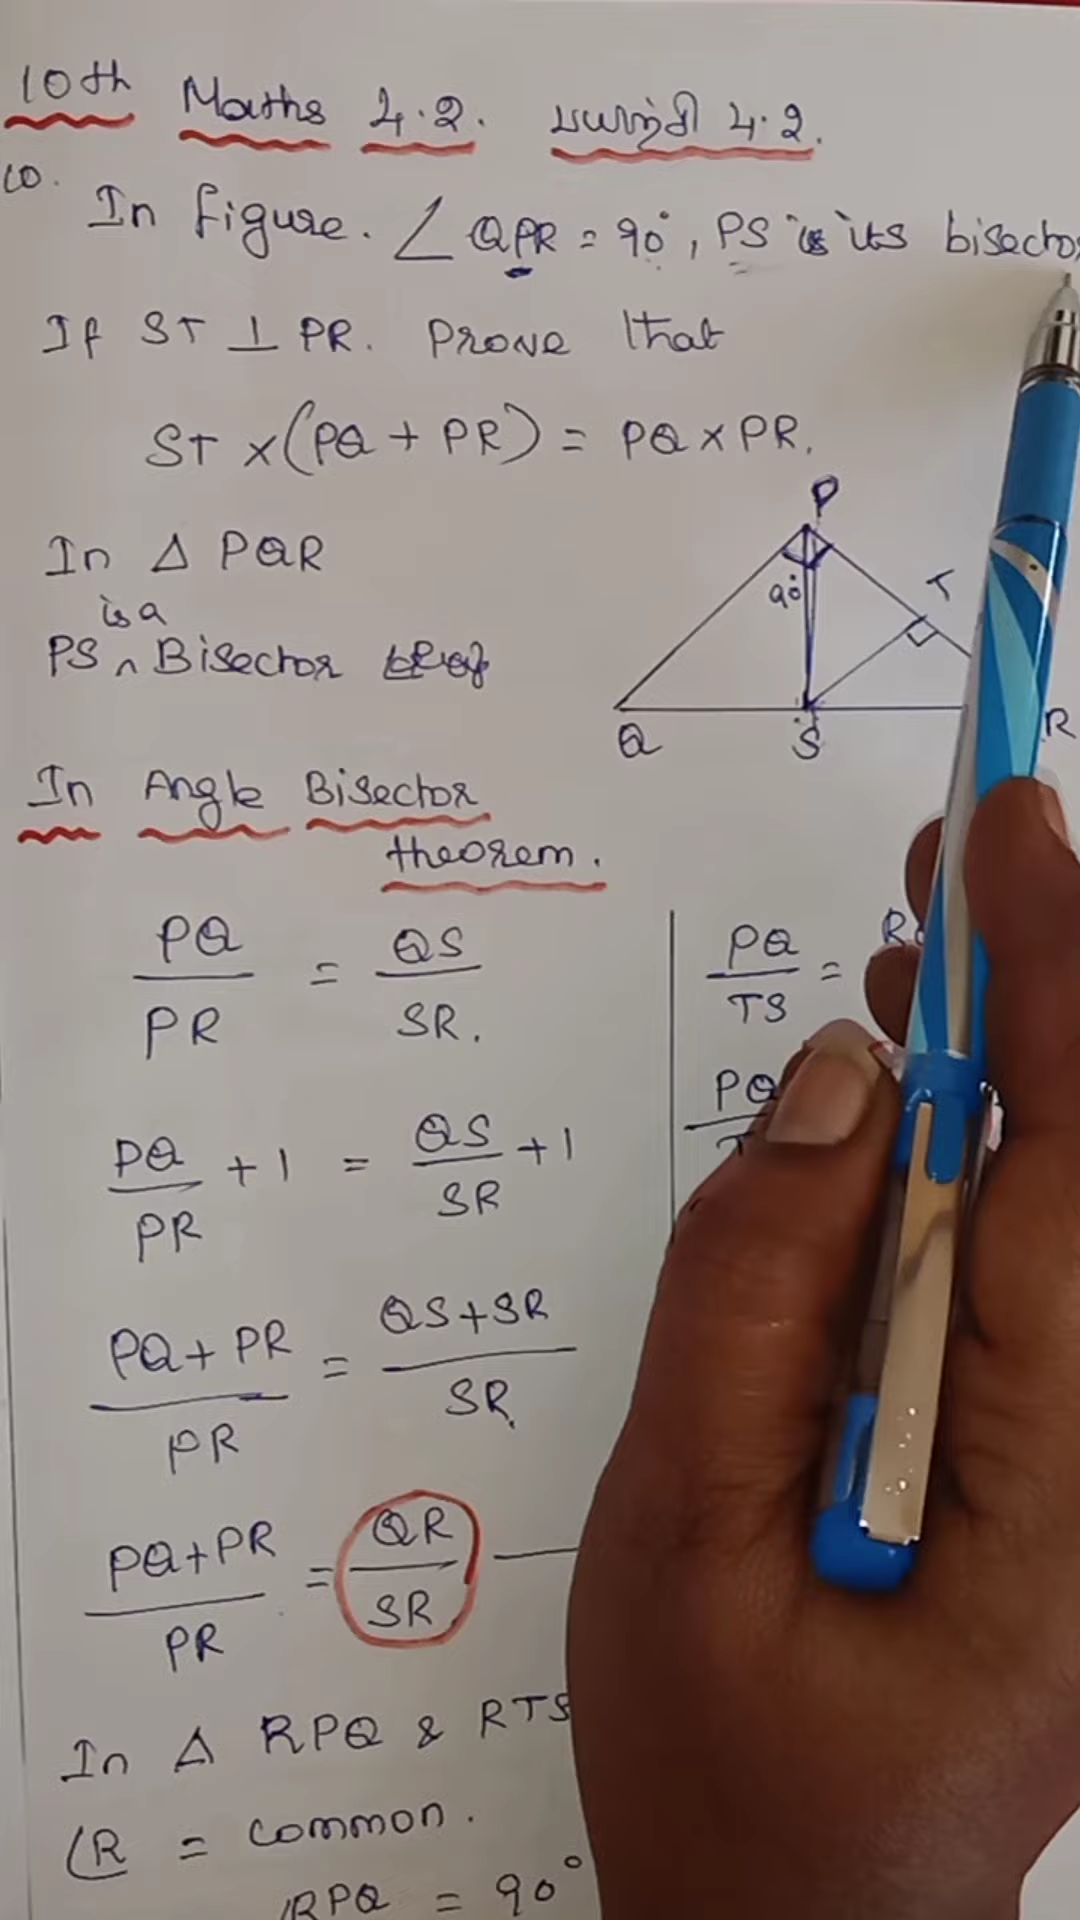 10th Maths 4.2. பயிற்சி 4.2.
10.
In figure. ∠QPR = 90°, PS is its bisector
If ST ⊥ PR. Prove that
ST × (PQ + PR) = PQ × PR.
P
90°
T
Q
S
R
In Δ PQR
is a
PS ^ Bisector of
In Angle Bisector
theorem.
PQ/PR = QS/SR.
PQ/PR + 1 = QS/SR + 1
PQ + PR/PR = QS + SR/SR
PQ + PR/PR = QR/SR
In Δ RPQ & RTS
∠R = common.
∠RPQ = 90°
PQ/TS =
PQ